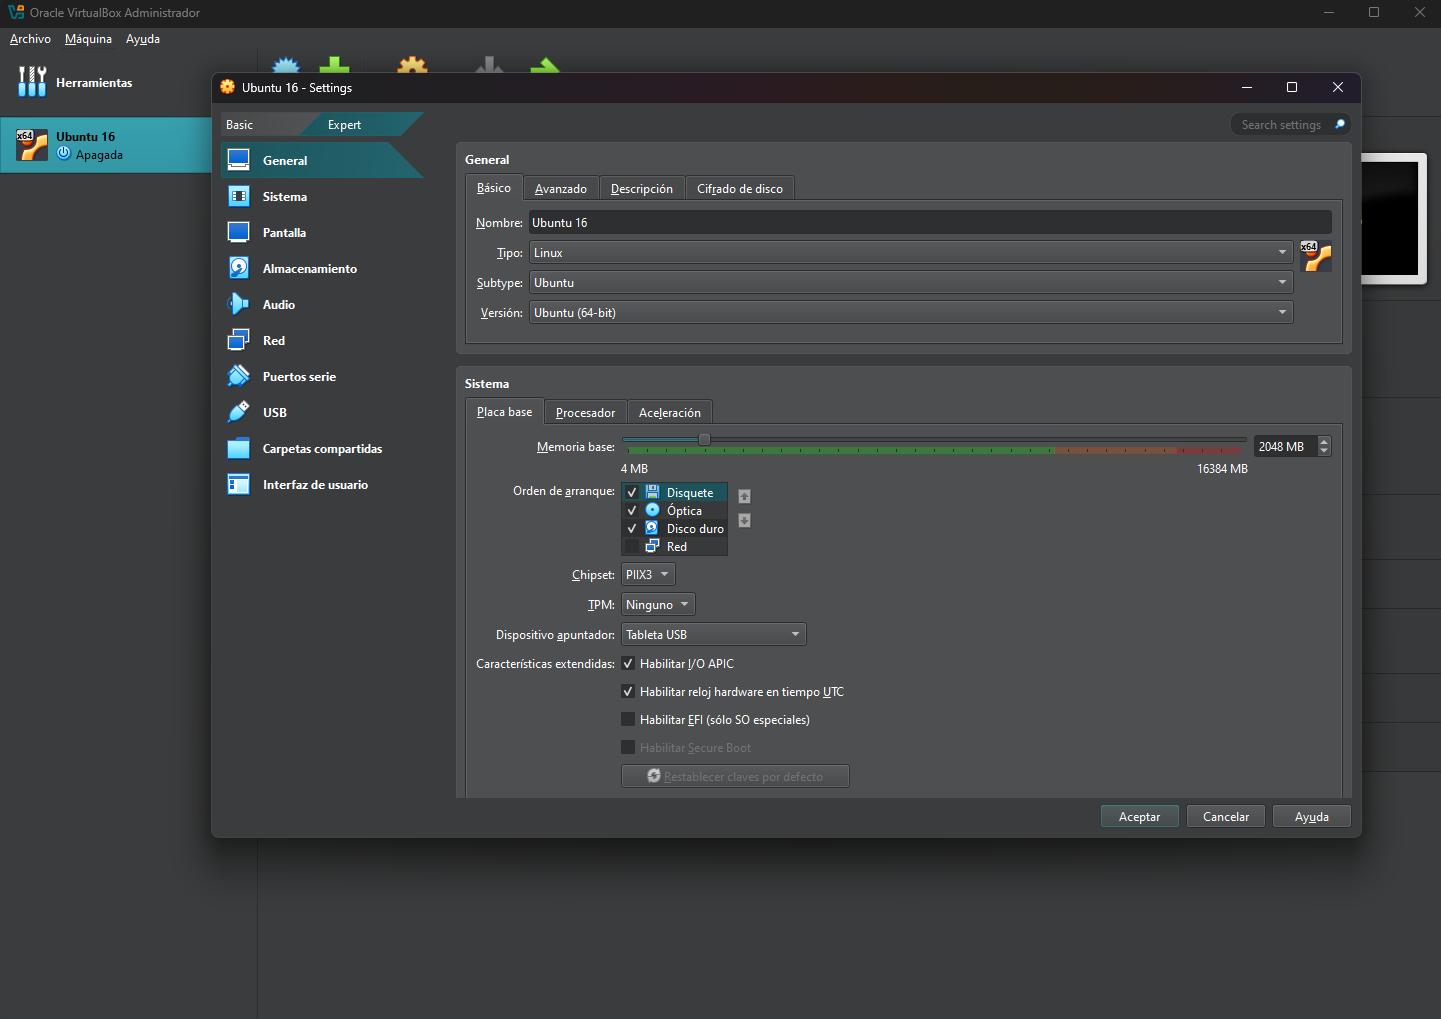 Oracle VirtualBox Administrador
Archivo Máquina Ayuda
Herramientas
x64
Ubuntu 16
Apagada
Ubuntu 16 - Settings
Basic Expert
Search settings
General
Sistema
Pantalla
Almacenamiento
Audio
Red
Puertos serie
USB
Carpetas compartidas
Interfaz de usuario
General
Básico Avanzado Descripción Cifrado de disco
Nombre: Ubuntu 16
Tipo: Linux
x64
Subtype: Ubuntu
Versión: Ubuntu (64-bit)
Sistema
Placa base Procesador Aceleración
Memoria base: 2048 MB
4 MB 16384 MB
Orden de arranque: Disquete
Óptica
Disco duro
Red
Chipset: PIIX3
TPM: Ninguno
Dispositivo apuntador: Tableta USB
Características extendidas: Habilitar I/O APIC
Habilitar reloj hardware en tiempo UTC
Habilitar EFI (sólo SO especiales)
Habilitar Secure Boot
Restablecer claves por defecto
Aceptar Cancelar Ayuda